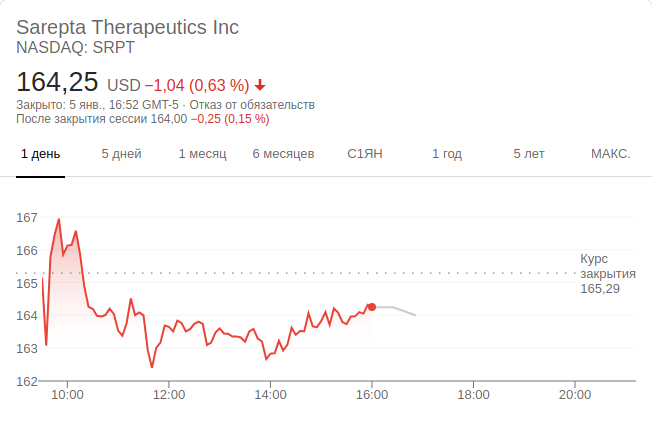 Sarepta Therapeutics Inc
NASDAQ: SRPT
164,25 USD −1,04 (0,63 %)
Закрыто: 5 янв., 16:52 GMT-5 · Отказ от обязательств
После закрытия сессии 164,00 −0,25 (0,15 %)
1 день 5 дней 1 месяц 6 месяцев С1ЯН 1 год 5 лет МАКС.
167
166
Курс
закрытия
165,29
165
164
163
162
10:00 12:00 14:00 16:00 18:00 20:00